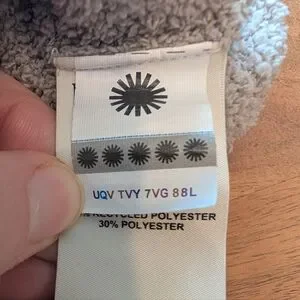 UQV TVY 7VG 88L
% RECYCLED POLYESTER
30% POLYESTER